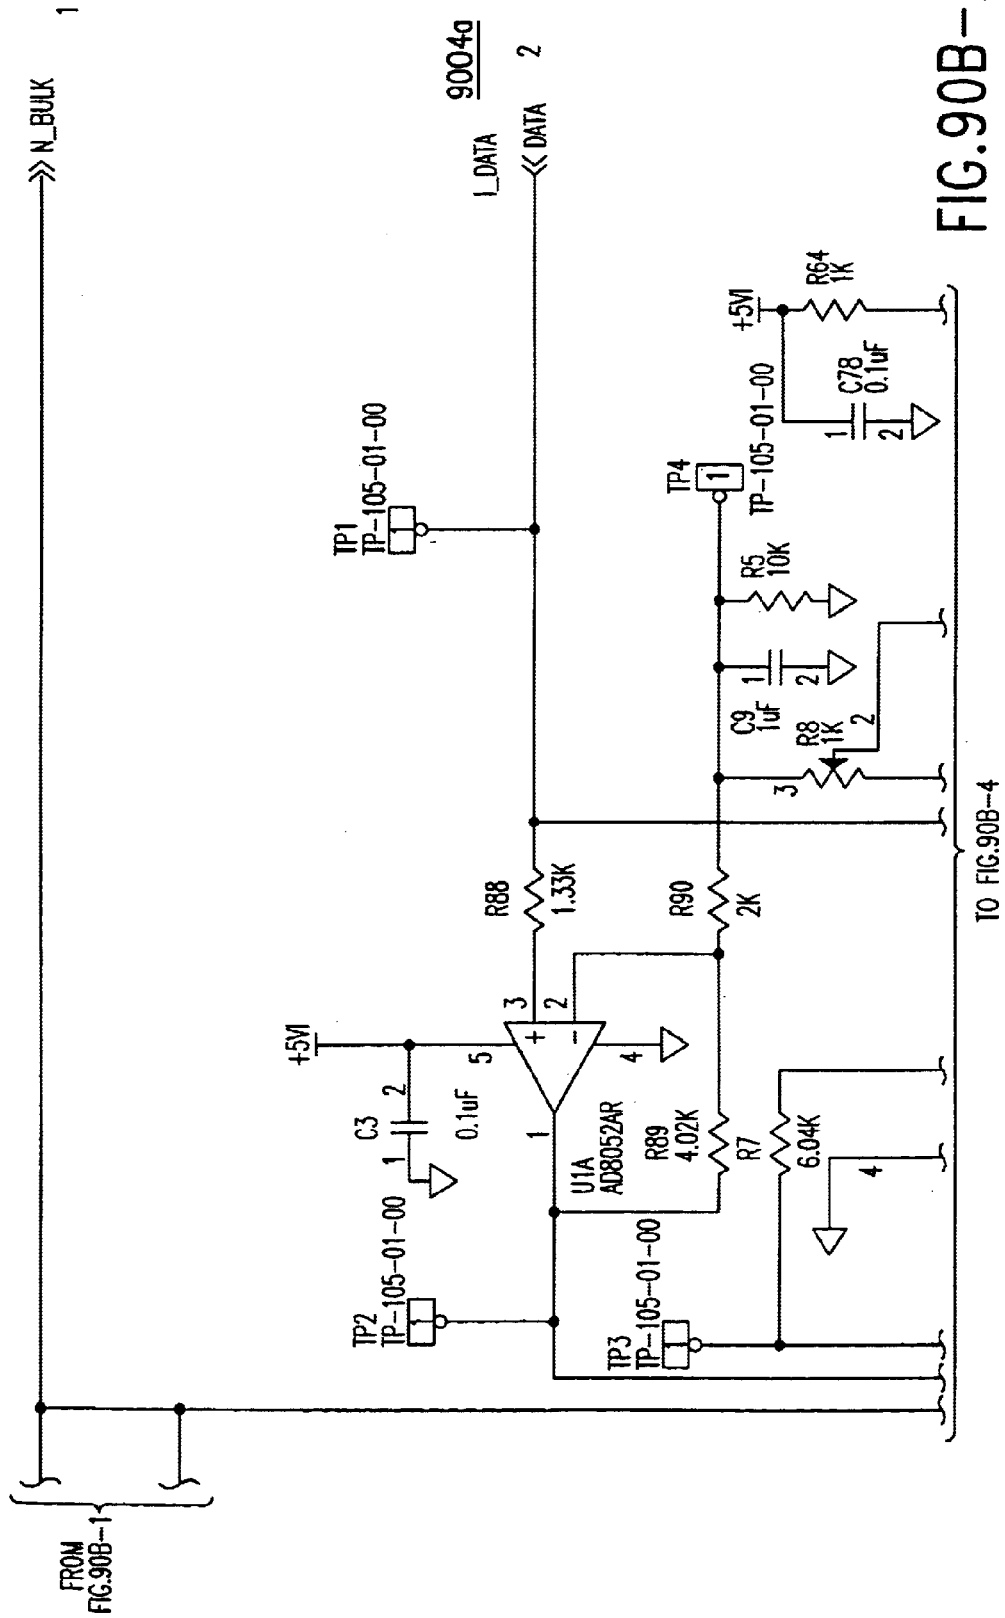 FROM
FIG.90B-1
N_BULK
1
9004a
I_DATA
DATA
2
TP1
TP-105-01-00
+5VI
C3
1
2
0.1uF
TP2
TP-105-01-00
1
U1A
AD8052AR
5
4
3
2
+
-
R88
1.33K
R89
4.02K
R90
2K
TP3
TP-105-01-00
R7
6.04K
4
C9
1uF
1
2
R8
1K
3
2
R5
10K
TP4
1
TP-105-01-00
+5VI
C78
0.1uF
1
2
R64
1K
TO FIG.90B-4
FIG.90B-